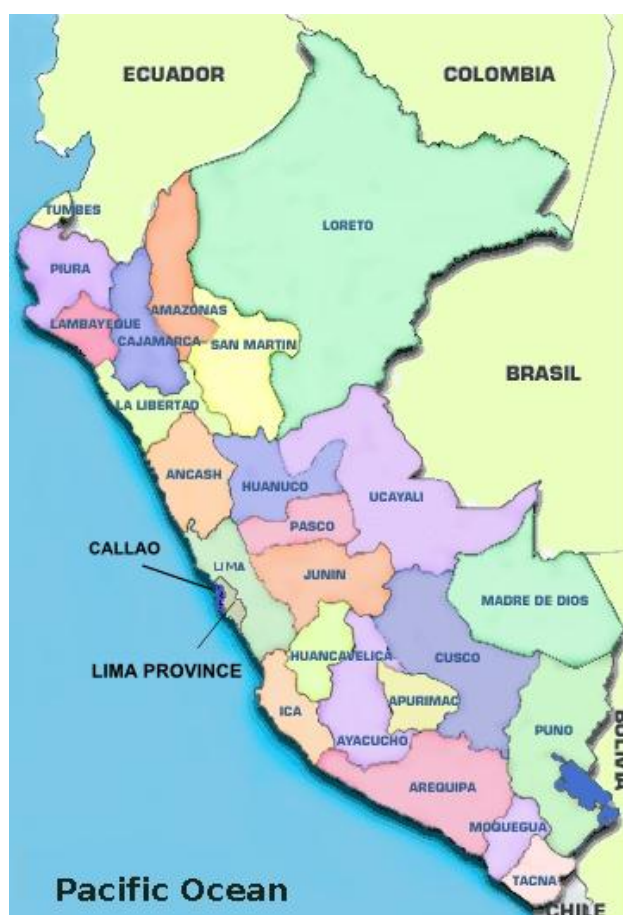 ECUADOR
COLOMBIA
TUMBES
LORETO
PIURA
AMAZONAS
LAMBAYEQUE
CAJAMARCA
SAN MARTIN
BRASIL
LA LIBERTAD
ANCASH
HUANUCO
UCAYALI
PASCO
CALLAO
LIMA
JUNIN
MADRE DE DIOS
LIMA PROVINCE
HUANCAVELICA
CUSCO
APURIMAC
ICA
PUNO
BOLIVIA
AYACUCHO
AREQUIPA
MOQUEGUA
TACNA
Pacific Ocean
CHILE